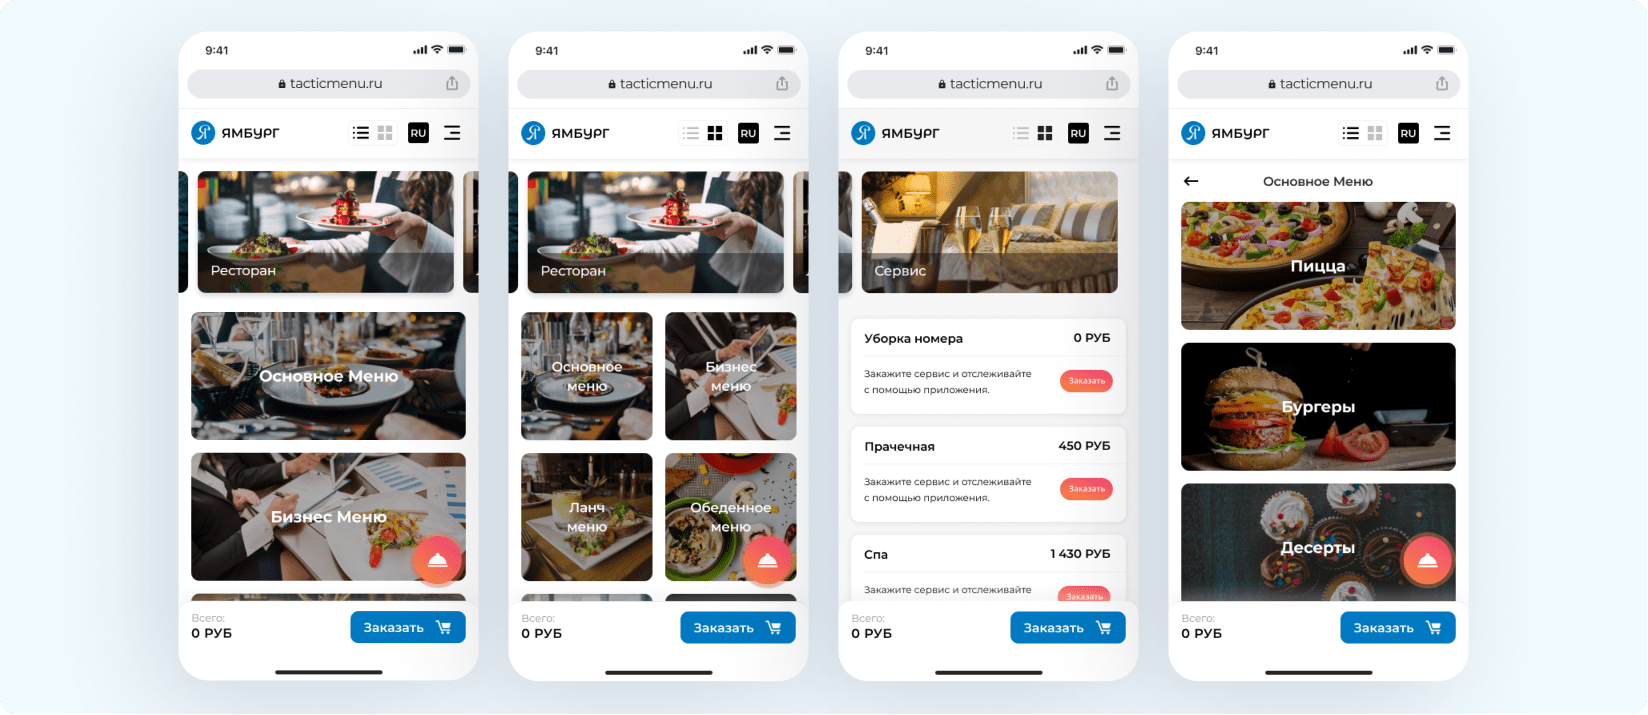 9:41
tacticmenu.ru
ЯМБУРГ
RU
Ресторан
Основное Меню
Бизнес Меню
Всего:
0 РУБ
Заказать
9:41
tacticmenu.ru
ЯМБУРГ
RU
Ресторан
Основное
меню
Бизнес
меню
Ланч
меню
Обеденное
меню
Всего:
0 РУБ
Заказать
9:41
tacticmenu.ru
ЯМБУРГ
RU
Сервис
Уборка номера 0 РУБ
Закажите сервис и отслеживайте
с помощью приложения.
Заказать
Прачечная 450 РУБ
Закажите сервис и отслеживайте
с помощью приложения.
Заказать
Спа 1 430 РУБ
Закажите сервис и отслеживайте
Заказать
Всего:
0 РУБ
Заказать
9:41
tacticmenu.ru
ЯМБУРГ
RU
Основное Меню
Пицца
Бургеры
Десерты
Всего:
0 РУБ
Заказать